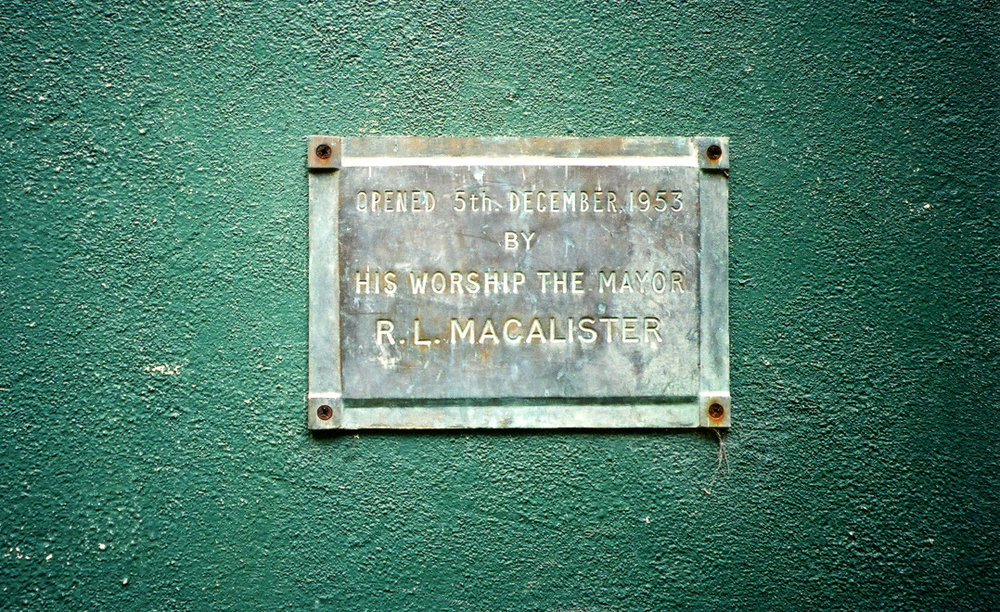 OPENED 5th. DECEMBER, 1953
BY
HIS WORSHIP THE MAYOR
R. L. MACALISTER